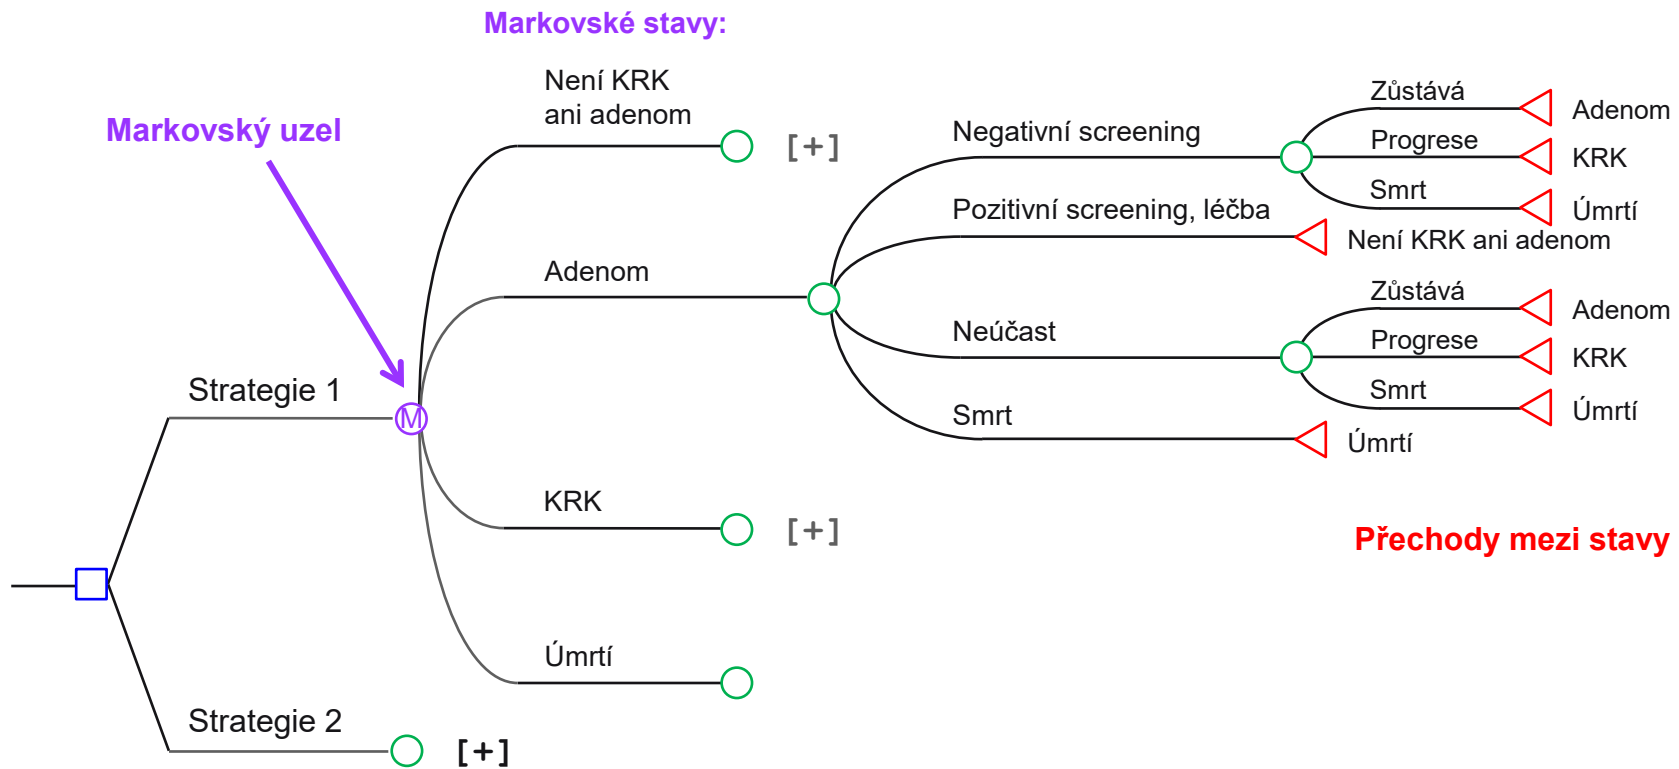 Markovské stavy:
Markovský uzel
Není KRK
ani adenom
[+]
Adenom
Negativní screening
Zůstává
Adenom
Progrese
KRK
Smrt
Úmrtí
Pozitivní screening, léčba
Není KRK ani adenom
Neúčast
Zůstává
Adenom
Progrese
KRK
Smrt
Úmrtí
Smrt
Úmrtí
Strategie 1
M
KRK
[+]
Přechody mezi stavy
Úmrtí
Strategie 2
[+]